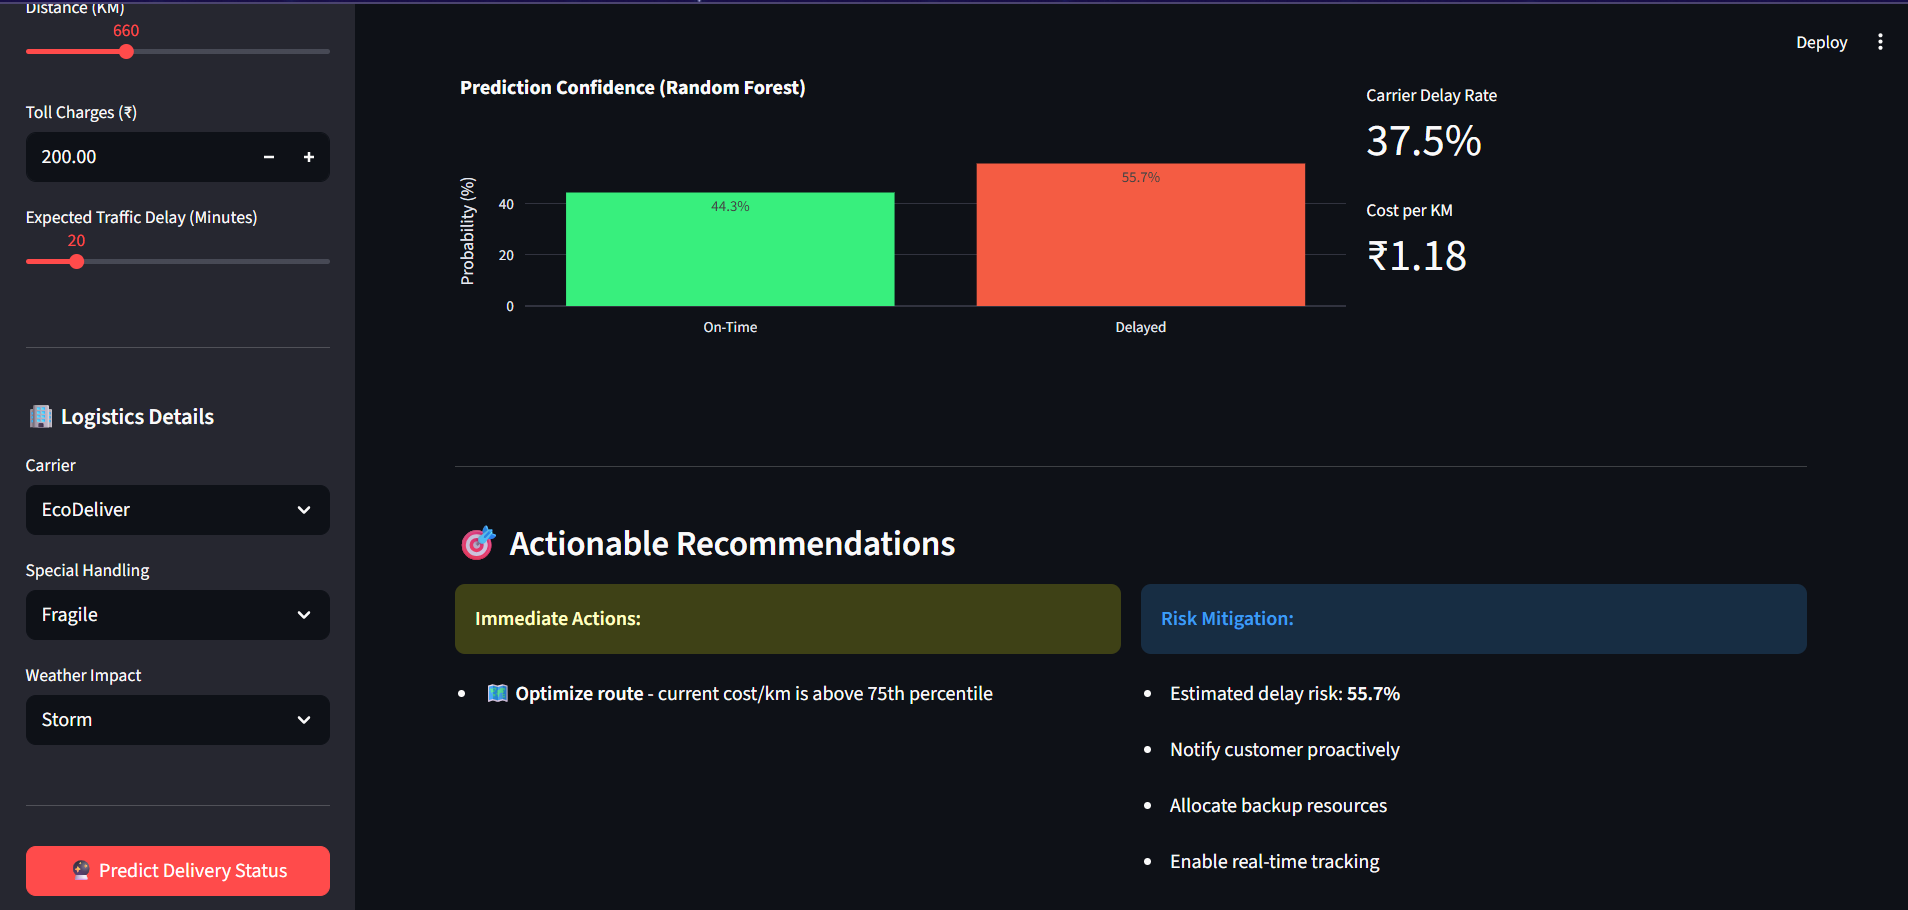 Distance (KM)
660
Toll Charges (₹)
200.00
Expected Traffic Delay (Minutes)
20
🏢 Logistics Details
Carrier
EcoDeliver
Special Handling
Fragile
Weather Impact
Storm
🔮 Predict Delivery Status
Deploy
Prediction Confidence (Random Forest)
Probability (%)
40
20
0
44.3%
55.7%
On-Time
Delayed
Carrier Delay Rate
37.5%
Cost per KM
₹1.18
🎯 Actionable Recommendations
Immediate Actions:
• 🗺️ Optimize route - current cost/km is above 75th percentile
Risk Mitigation:
• Estimated delay risk: 55.7%
• Notify customer proactively
• Allocate backup resources
• Enable real-time tracking